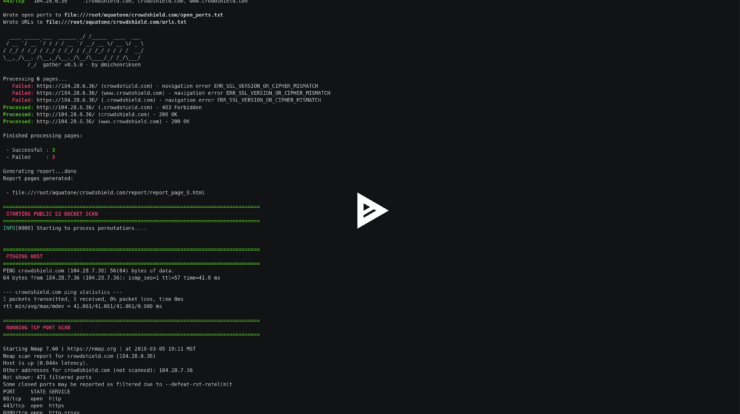 443/tcp 104.28.6.36 .crowdshield.com, crowdshield.com, www.crowdshield.com
Wrote open ports to file:///root/aquatone/crowdshield.com/open_ports.txt
Wrote URLs to file:///root/aquatone/crowdshield.com/urls.txt
gather v0.5.0 - by @michenriksen
Processing 6 pages...
Failed: https://104.28.6.36/ (crowdshield.com) - navigation error ERR_SSL_VERSION_OR_CIPHER_MISMATCH
Failed: https://104.28.6.36/ (www.crowdshield.com) - navigation error ERR_SSL_VERSION_OR_CIPHER_MISMATCH
Failed: https://104.28.6.36/ (.crowdshield.com) - navigation error ERR_SSL_VERSION_OR_CIPHER_MISMATCH
Processed: http://104.28.6.36/ (.crowdshield.com) - 403 Forbidden
Processed: http://104.28.6.36/ (crowdshield.com) - 200 OK
Processed: http://104.28.6.36/ (www.crowdshield.com) - 200 OK
Finished processing pages:
- Successful : 3
- Failed : 3
Generating report...done
Report pages generated:
- file:///root/aquatone/crowdshield.com/report/report_page_0.html
STARTING PUBLIC S3 BUCKET SCAN
INFO[0000] Starting to process permutations....
PINGING HOST
PING crowdshield.com (104.28.7.36) 56(84) bytes of data.
64 bytes from 104.28.7.36 (104.28.7.36): icmp_seq=1 ttl=57 time=41.0 ms
--- crowdshield.com ping statistics ---
1 packets transmitted, 1 received, 0% packet loss, time 0ms
rtt min/avg/max/mdev = 41.061/41.061/41.061/0.000 ms
RUNNING TCP PORT SCAN
Starting Nmap 7.60 ( https://nmap.org ) at 2018-03-05 19:11 MST
Nmap scan report for crowdshield.com (104.28.6.36)
Host is up (0.044s latency).
Other addresses for crowdshield.com (not scanned): 104.28.7.36
Not shown: 471 filtered ports
Some closed ports may be reported as filtered due to --defeat-rst-ratelimit
PORT STATE SERVICE
80/tcp open http
443/tcp open https
8080/tcp open http-proxy